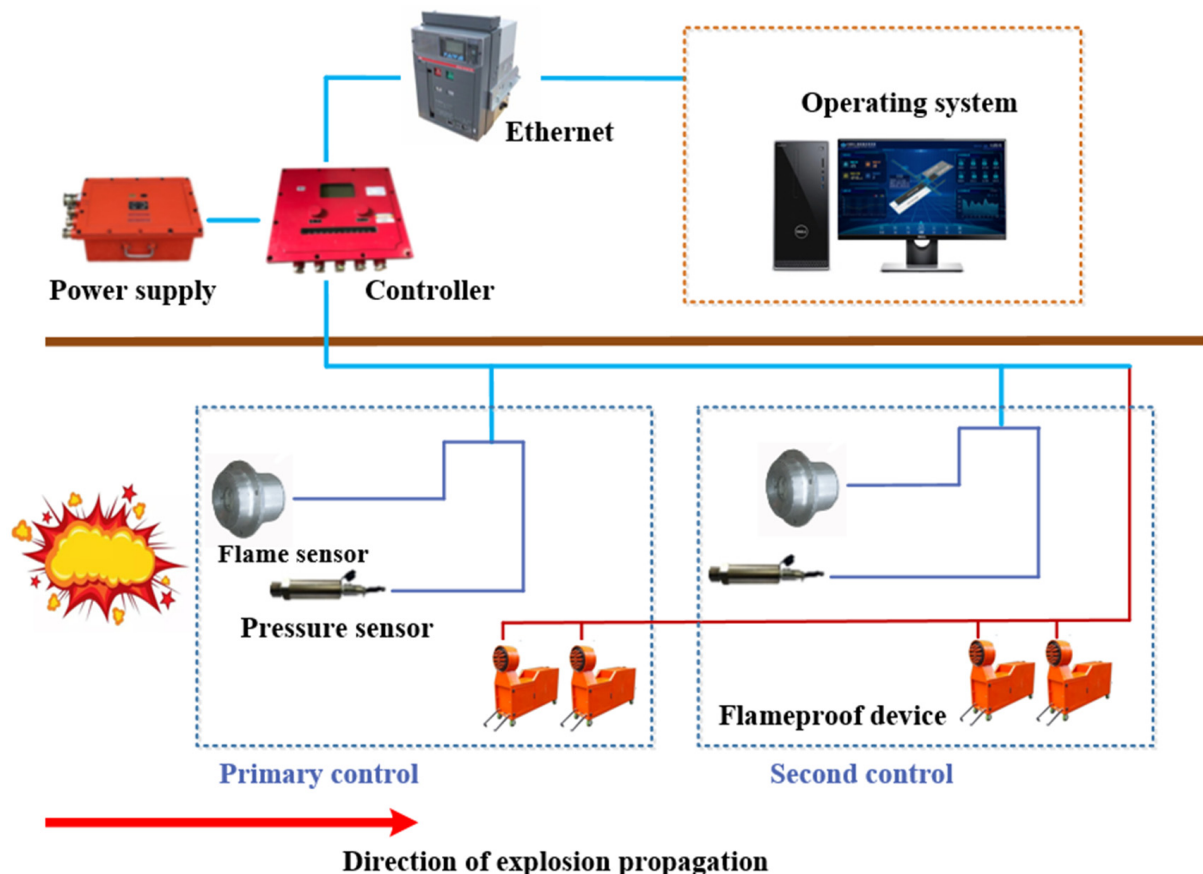 Operating system
Ethernet
Power supply
Controller
Flame sensor
Pressure sensor
Flameproof device
Primary control
Second control
Direction of explosion propagation